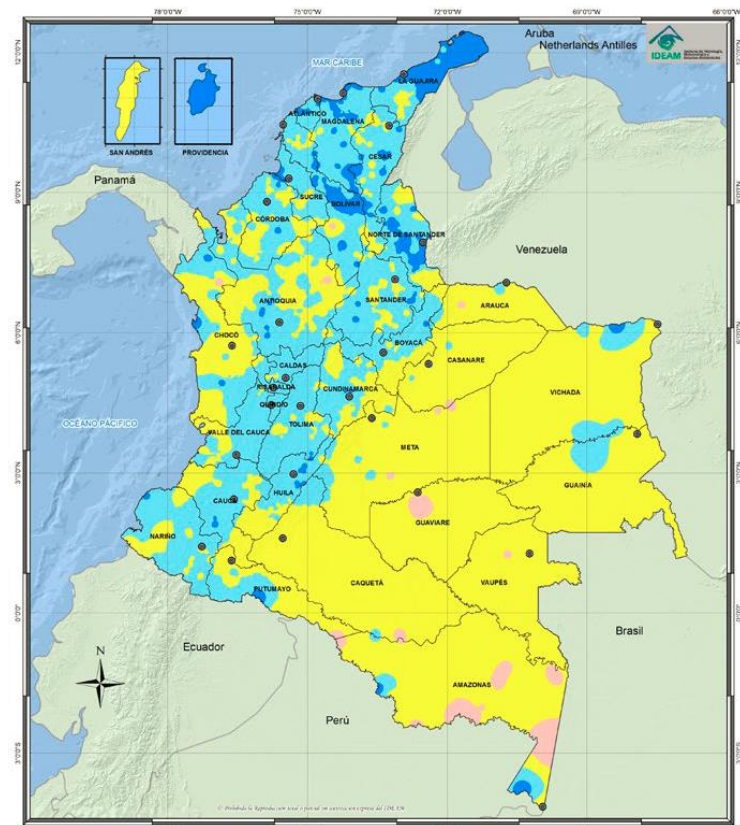 78°0'0"W
75°0'0"W
72°0'0"W
69°0'0"W
66°0'0"W
Aruba
Netherlands Antilles
IDEAM
MAR CARIBE
LA GUAJIRA
ATLÁNTICO
MAGDALENA
CESAR
SAN ANDRÉS
PROVIDENCIA
Panamá
SUCRE
BOLÍVAR
CÓRDOBA
NORTE DE SANTANDER
Venezuela
ANTIOQUIA
SANTANDER
ARAUCA
CHOCÓ
BOYACÁ
CASANARE
CALDAS
RISARALDA
CUNDINAMARCA
VICHADA
QUINDÍO
OCÉANO PACÍFICO
VALLE DEL CAUCA
TOLIMA
META
GUAINÍA
CAUCA
HUILA
GUAVIARE
NARIÑO
VAUPÉS
CAQUETÁ
PUTUMAYO
Ecuador
Brasil
N
AMAZONAS
Perú